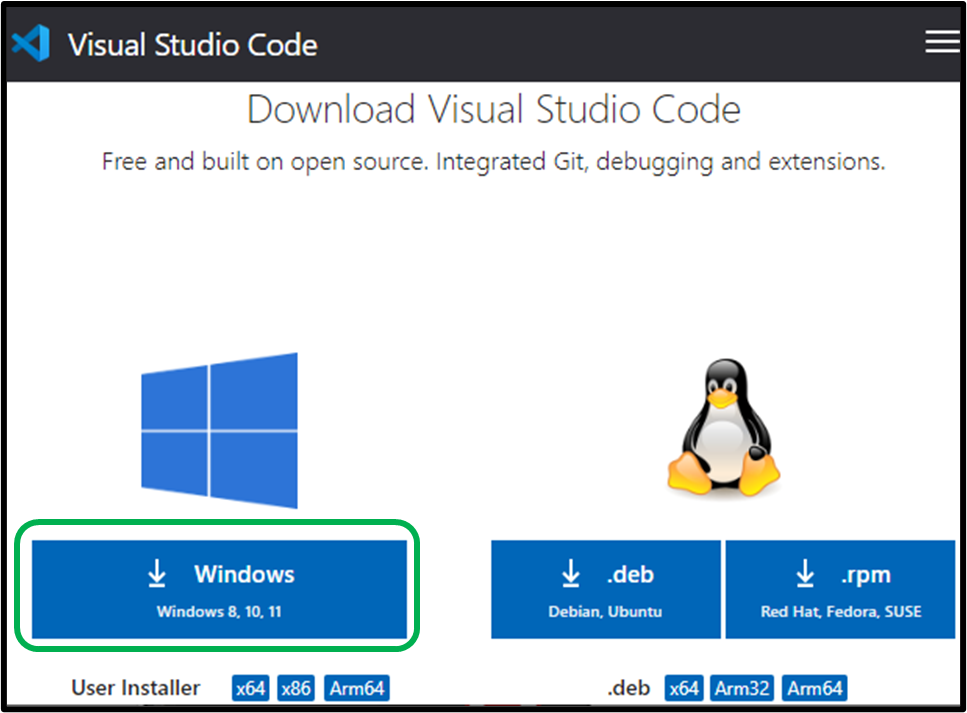 Visual Studio Code
Download Visual Studio Code
Free and built on open source. Integrated Git, debugging and extensions.
Windows
Windows 8, 10, 11
.deb
Debian, Ubuntu
.rpm
Red Hat, Fedora, SUSE
User Installer x64 x86 Arm64
.deb x64 Arm32 Arm64